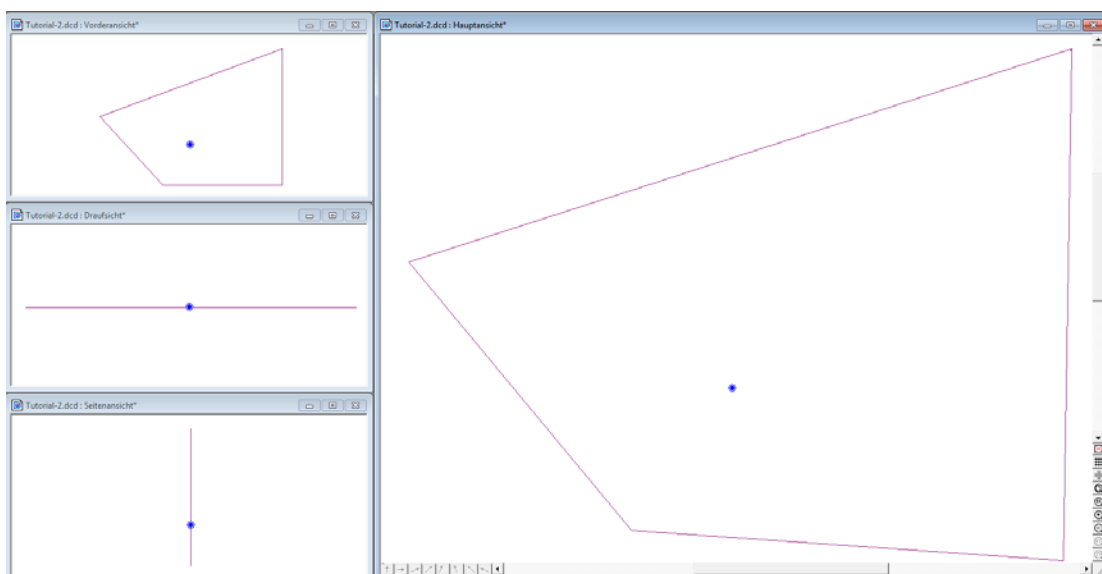 Tutorial-2.dcd : Vorderansicht*
Tutorial-2.dcd : Hauptansicht*
Tutorial-2.dcd : Draufsicht*
Tutorial-2.dcd : Seitenansicht*